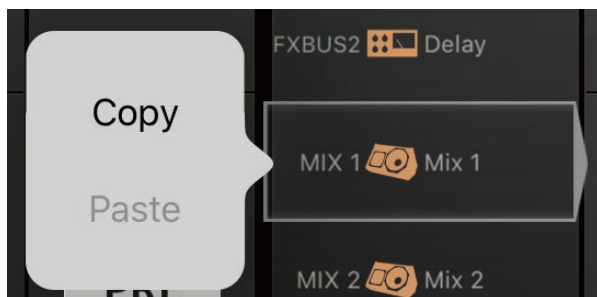 FXBUS2 Delay
Copy
MIX 1 Mix 1
Paste
MIX 2 Mix 2